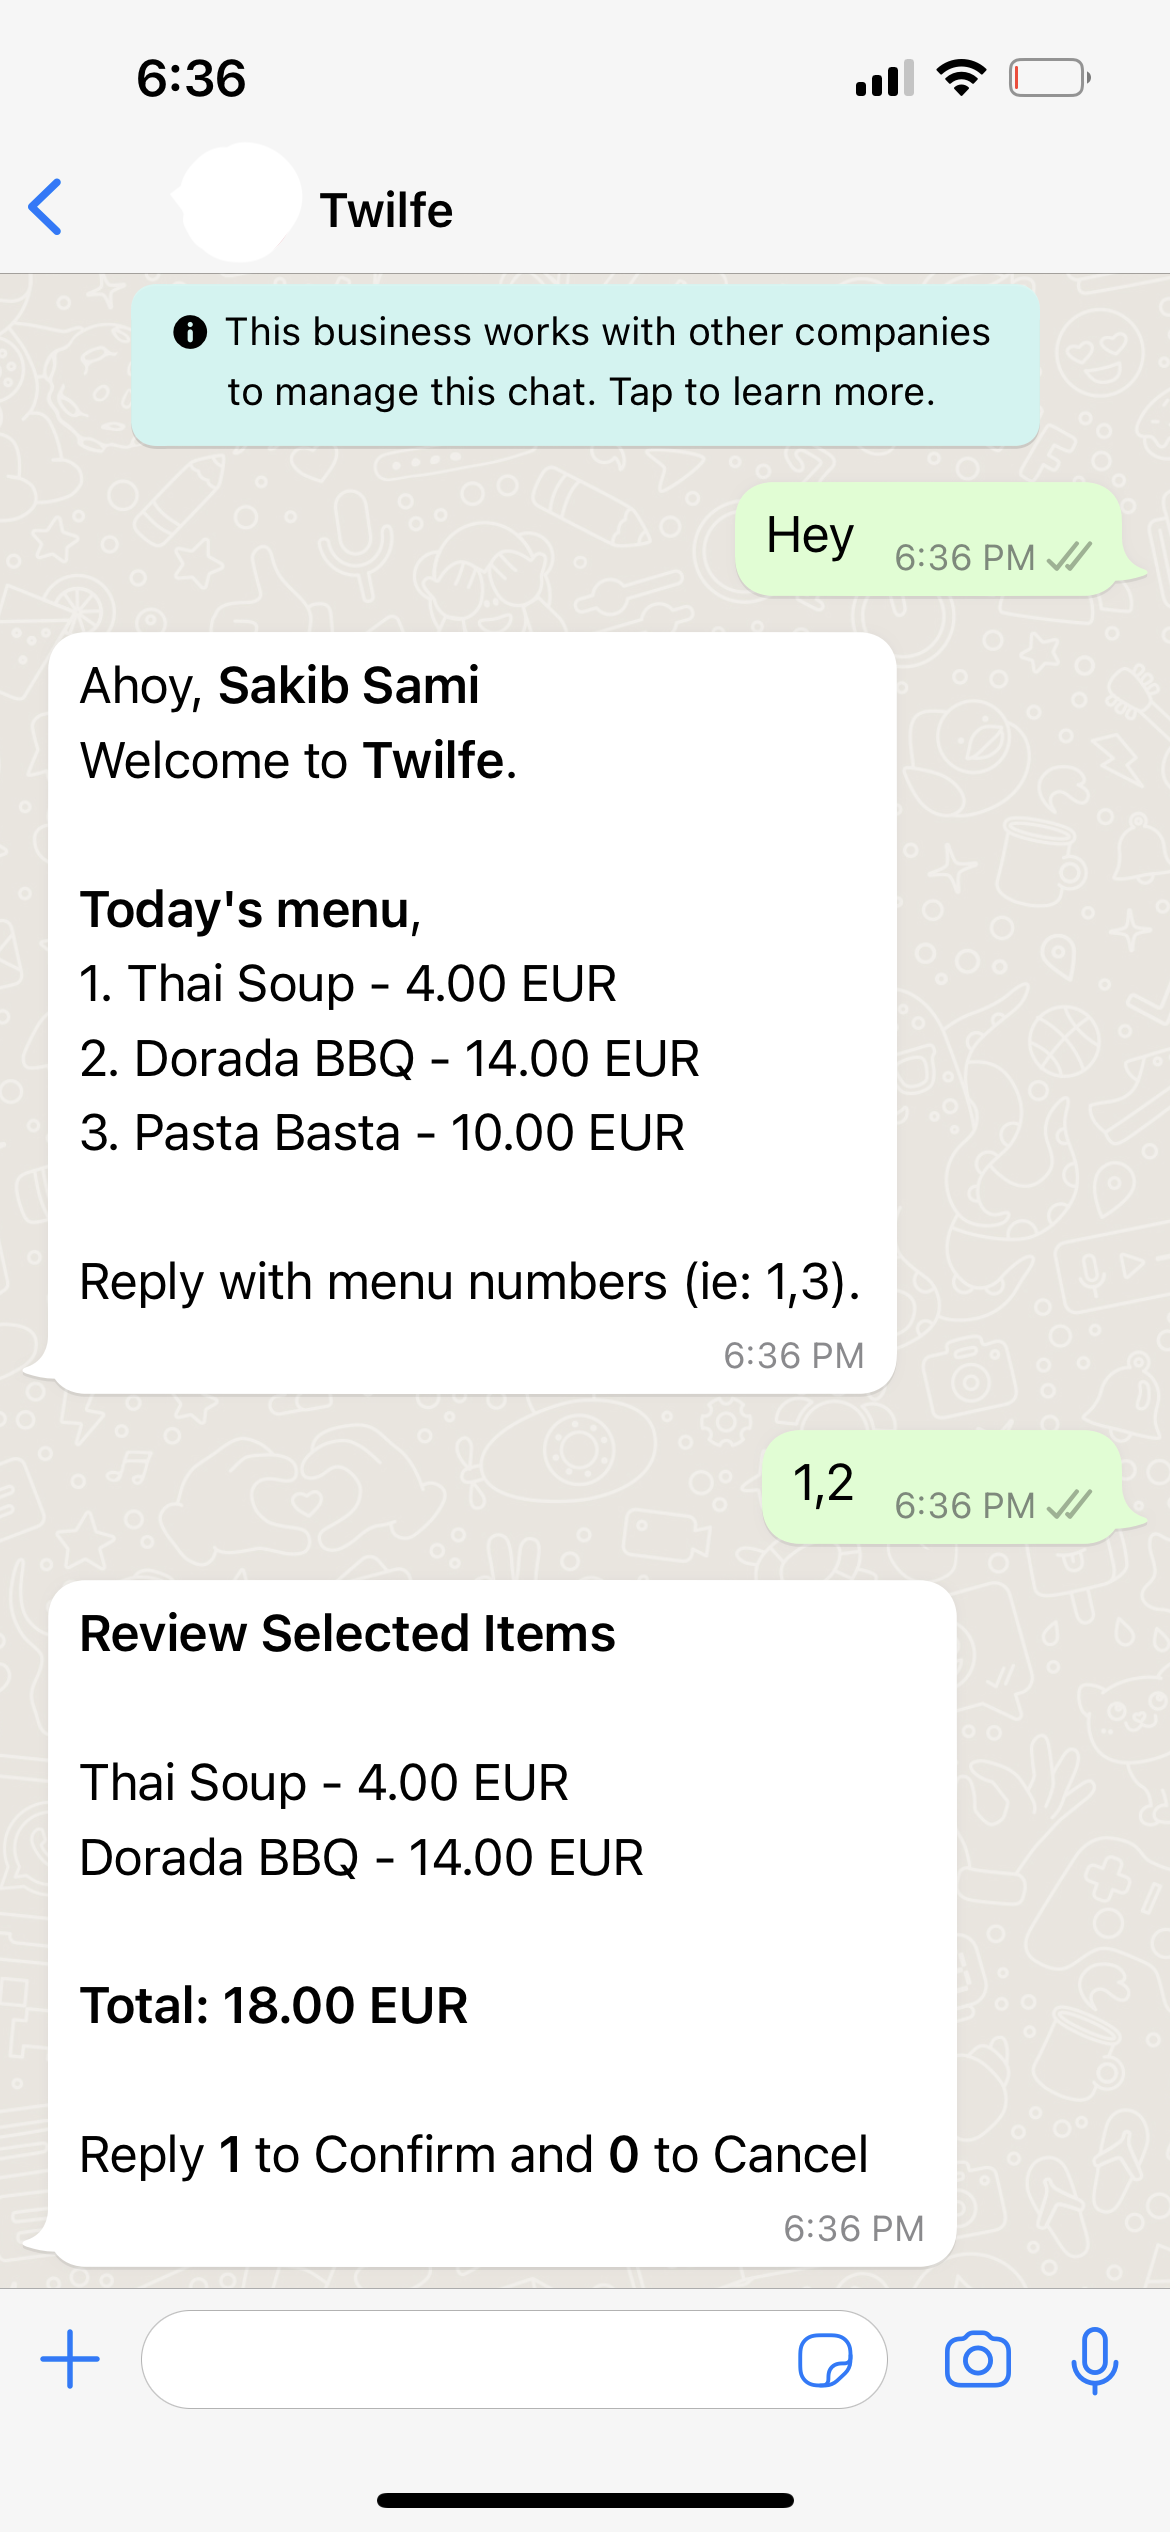 6:36
Twilfe
This business works with other companies
to manage this chat. Tap to learn more.
Hey
6:36 PM
Ahoy, Sakib Sami
Welcome to Twilfe.
Today's menu,
1. Thai Soup - 4.00 EUR
2. Dorada BBQ - 14.00 EUR
3. Pasta Basta - 10.00 EUR
Reply with menu numbers (ie: 1,3).
6:36 PM
1,2
6:36 PM
Review Selected Items
Thai Soup - 4.00 EUR
Dorada BBQ - 14.00 EUR
Total: 18.00 EUR
Reply 1 to Confirm and 0 to Cancel
6:36 PM